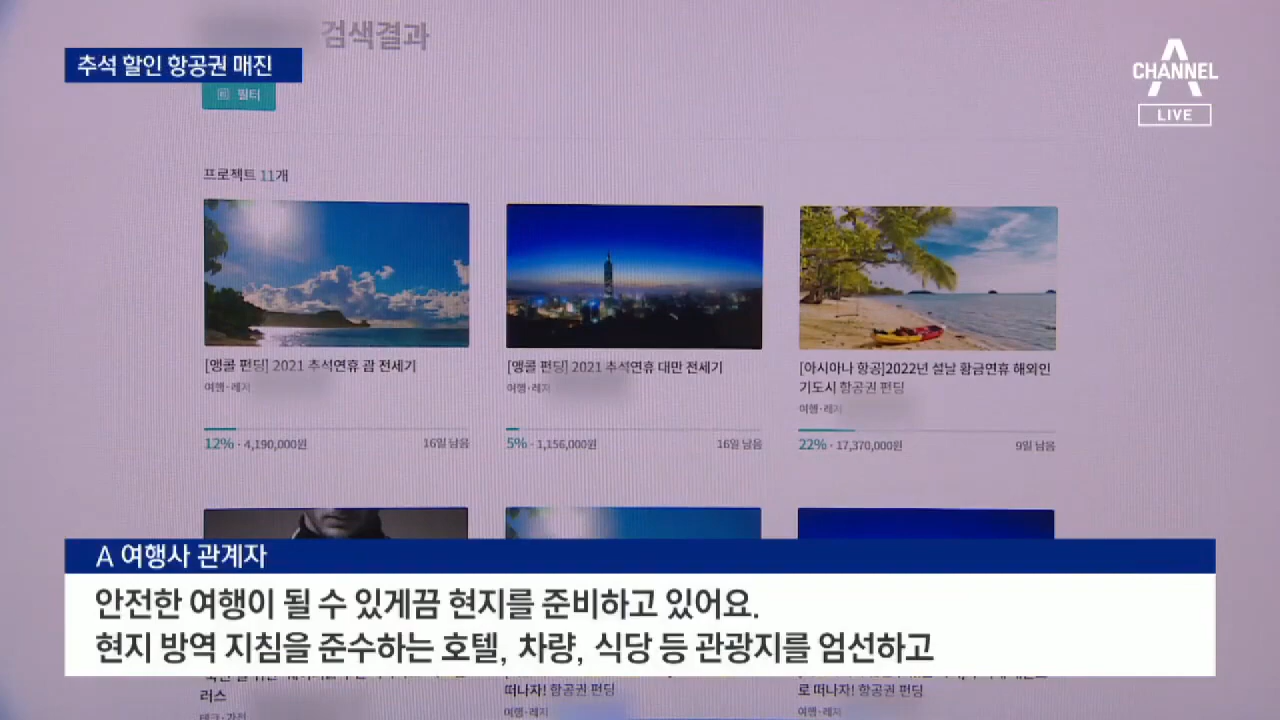 검색결과
추석 할인 항공권 매진
CHANNEL A
LIVE
필터
프로젝트 11개
[앵콜 펀딩] 2021 추석연휴 괌 전세기
여행·레저
12% · 4,190,000원
16일 남음
[앵콜 펀딩] 2021 추석연휴 대만 전세기
여행·레저
5% · 1,156,000원
16일 남음
[아시아나 항공]2022년 설날 황금연휴 해외인
기도시 항공권 펀딩
여행·레저
22% · 17,370,000원
9일 남음
A 여행사 관계자
안전한 여행이 될 수 있게끔 현지를 준비하고 있어요.
현지 방역 지침을 준수하는 호텔, 차량, 식당 등 관광지를 엄선하고
러스
테크·가전
떠나자! 항공권 펀딩
여행·레저
로 떠나자! 항공권 펀딩
여행·레저